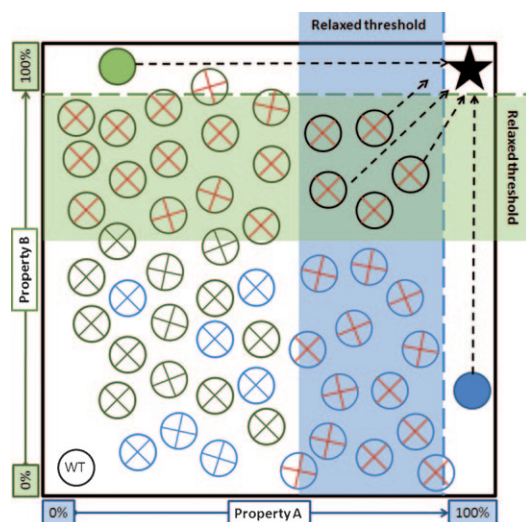 Relaxed threshold
100%
Relaxed threshold
Property B
WT
0%
0%
Property A
100%